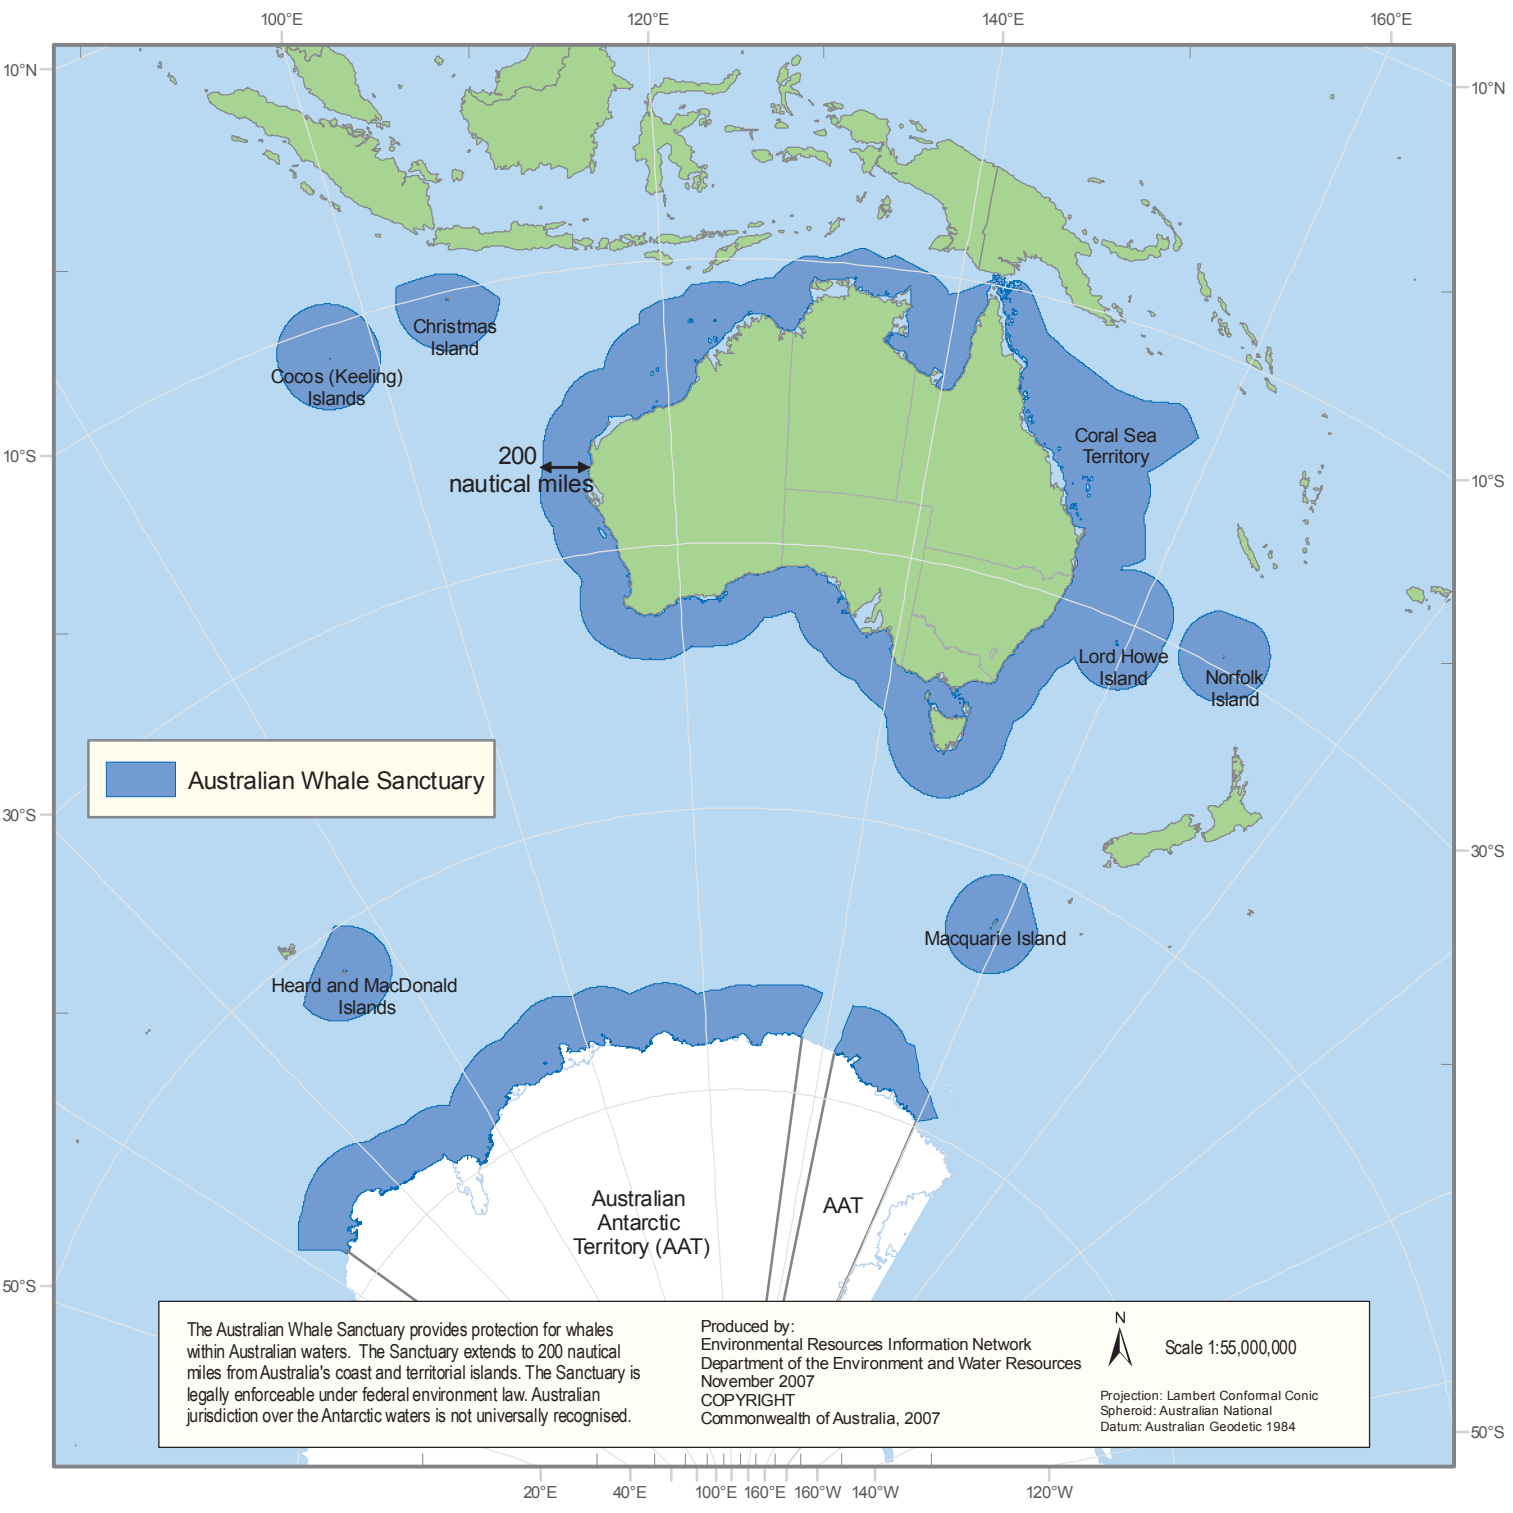 100°E
120°E
140°E
160°E
10°N
10°N
Christmas
Island
Cocos (Keeling)
Islands
Coral Sea
Territory
200
nautical miles
10°S
10°S
Lord Howe
Island
Norfolk
Island
Australian Whale Sanctuary
30°S
30°S
Macquarie Island
Heard and MacDonald
Islands
Australian
Antarctic
Territory (AAT)
AAT
50°S
The Australian Whale Sanctuary provides protection for whales
within Australian waters. The Sanctuary extends to 200 nautical
miles from Australia's coast and territorial islands. The Sanctuary is
legally enforceable under federal environment law. Australian
jurisdiction over the Antarctic waters is not universally recognised.
Produced by:
Environmental Resources Information Network
Department of the Environment and Water Resources
November 2007
COPYRIGHT
Commonwealth of Australia, 2007
N
Scale 1:55,000,000
Projection: Lambert Conformal Conic
Spheroid: Australian National
Datum: Australian Geodetic 1984
50°S
20°E
40°E
100°E
160°E
160°W
140°W
120°W